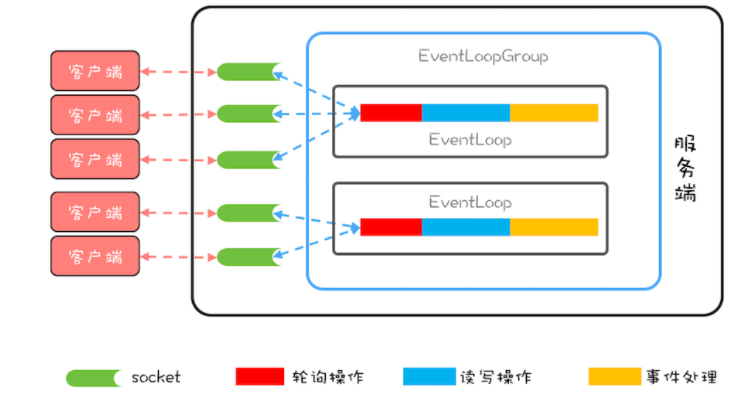 EventLoopGroup
客户端
客户端
客户端
客户端
客户端
EventLoop
EventLoop
服务端
socket
轮询操作
读写操作
事件处理